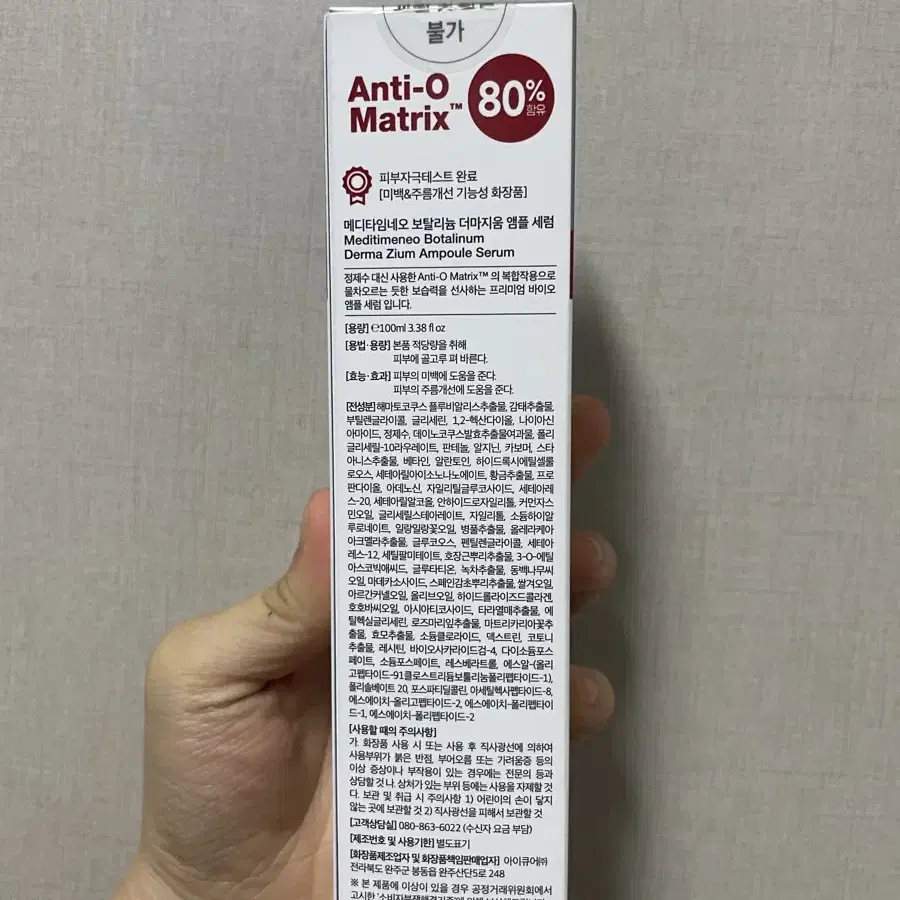 불가
Anti-O
Matrix™
80%
함유
피부자극테스트 완료
[미백&주름개선 기능성 화장품]
메디타임네오 보탈리늄 더마지움 앰플 세럼
Meditimeneo Botalinum
Derma Zium Ampoule Serum
정제수 대신 사용한 Anti-O Matrix™ 의 복합작용으로
물차오르는 듯한 보습력을 선사하는 프리미엄 바이오
앰플 세럼 입니다.
[용량] ℮100ml 3.38 fl oz
[용법·용량] 본품 적당량을 취해
피부에 골고루 펴 바른다.
[효능·효과] 피부의 미백에 도움을 준다.
피부의 주름개선에 도움을 준다.
[전성분] 해마토코쿠스 플루비알리스추출물, 감태추출물,
부틸렌글라이콜, 글리세린, 1,2-헥산다이올, 나이아신
아마이드, 정제수, 데이노코쿠스발효추출물여과물, 폴리
글리세릴-10라우레이트, 판테놀, 알지닌, 카보머, 스타
아니스추출물, 베타인, 알란토인, 하이드록시에틸셀룰
로오스, 세테아릴아이소노나노에이트, 황금추출물, 프로
판다이올, 아데노신, 자일리틸글루코사이드, 세테아레
스-20, 세테아릴알코올, 안하이드로자일리톨, 커먼자스
민오일, 글리세릴스테아레이트, 자일리톨, 소듐하이알
루로네이트, 일랑일랑꽃오일, 병풀추출물, 올레라케아
아크멜라추출물, 글루코오스, 펜틸렌글라이콜, 세테아
레스-12, 세틸팔미테이트, 호장근뿌리추출물, 3-O-에틸
아스코빅애씨드, 글루타티온, 녹차추출물, 동백나무씨
오일, 마데카소사이드, 스페인감초뿌리추출물, 쌀겨오일,
아르간커넬오일, 올리브오일, 하이드롤라이즈드콜라겐,
호호바씨오일, 아시아티코사이드, 타라열매추출물, 에
틸헥실글리세린, 로즈마리잎추출물, 마트리카리아꽃추
출물, 효모추출물, 소듐클로라이드, 덱스트린, 코토니
추출물, 레시틴, 바이오사카라이드검-4, 다이소듐포스
페이트, 소듐포스페이트, 레스베라트롤, 에스알-(올리
고펩타이드-91클로스트리듐보툴리눔폴리펩타이드-1),
폴리솔베이트 20, 포스파티딜콜린, 아세틸헥사펩타이드-8,
에스에이치-올리고펩타이드-2, 에스에이치-폴리펩타이드
-1, 에스에이치-폴리펩타이드-2
[사용할 때의 주의사항]
가. 화장품 사용 시 또는 사용 후 직사광선에 의하여
사용부위가 붉은 반점, 부어오름 또는 가려움증 등의
이상 증상이나 부작용이 있는 경우에는 전문의 등과
상담할 것 나. 상처가 있는 부위 등에는 사용을 자제할 것
다. 보관 및 취급 시 주의사항 1) 어린이의 손이 닿지
않는 곳에 보관할 것 2) 직사광선을 피해서 보관할 것
[고객상담실] 080-863-6022 (수신자 요금 부담)
[제조번호 및 사용기한] 별도표기
[화장품제조업자 및 화장품책임판매업자] 아이큐어㈜
전라북도 완주군 봉동읍 완주산단5로 248
※ 본 제품에 이상이 있을 경우 공정거래위원회에서
고시한 '소비자분쟁해결기준'에